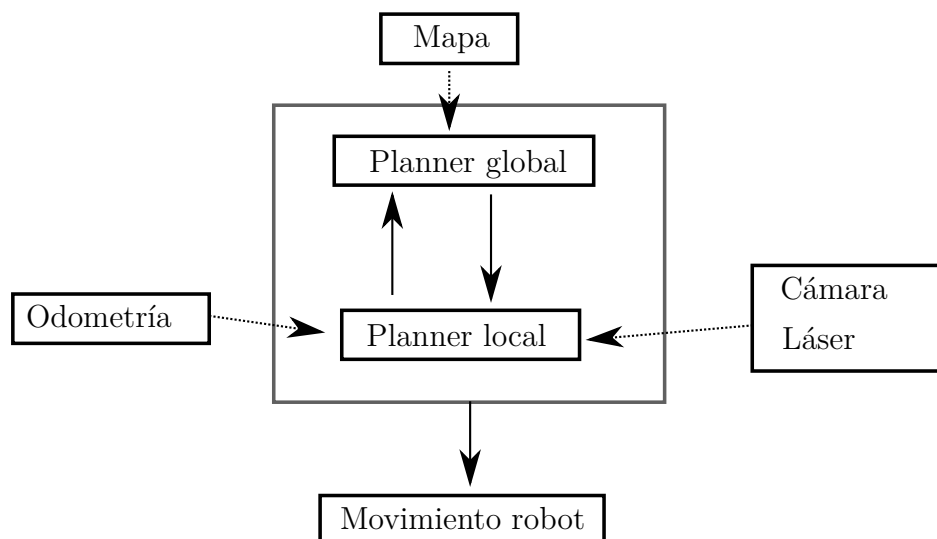 Mapa
Planner global
Odometría
Planner local
Cámara
Láser
Movimiento robot